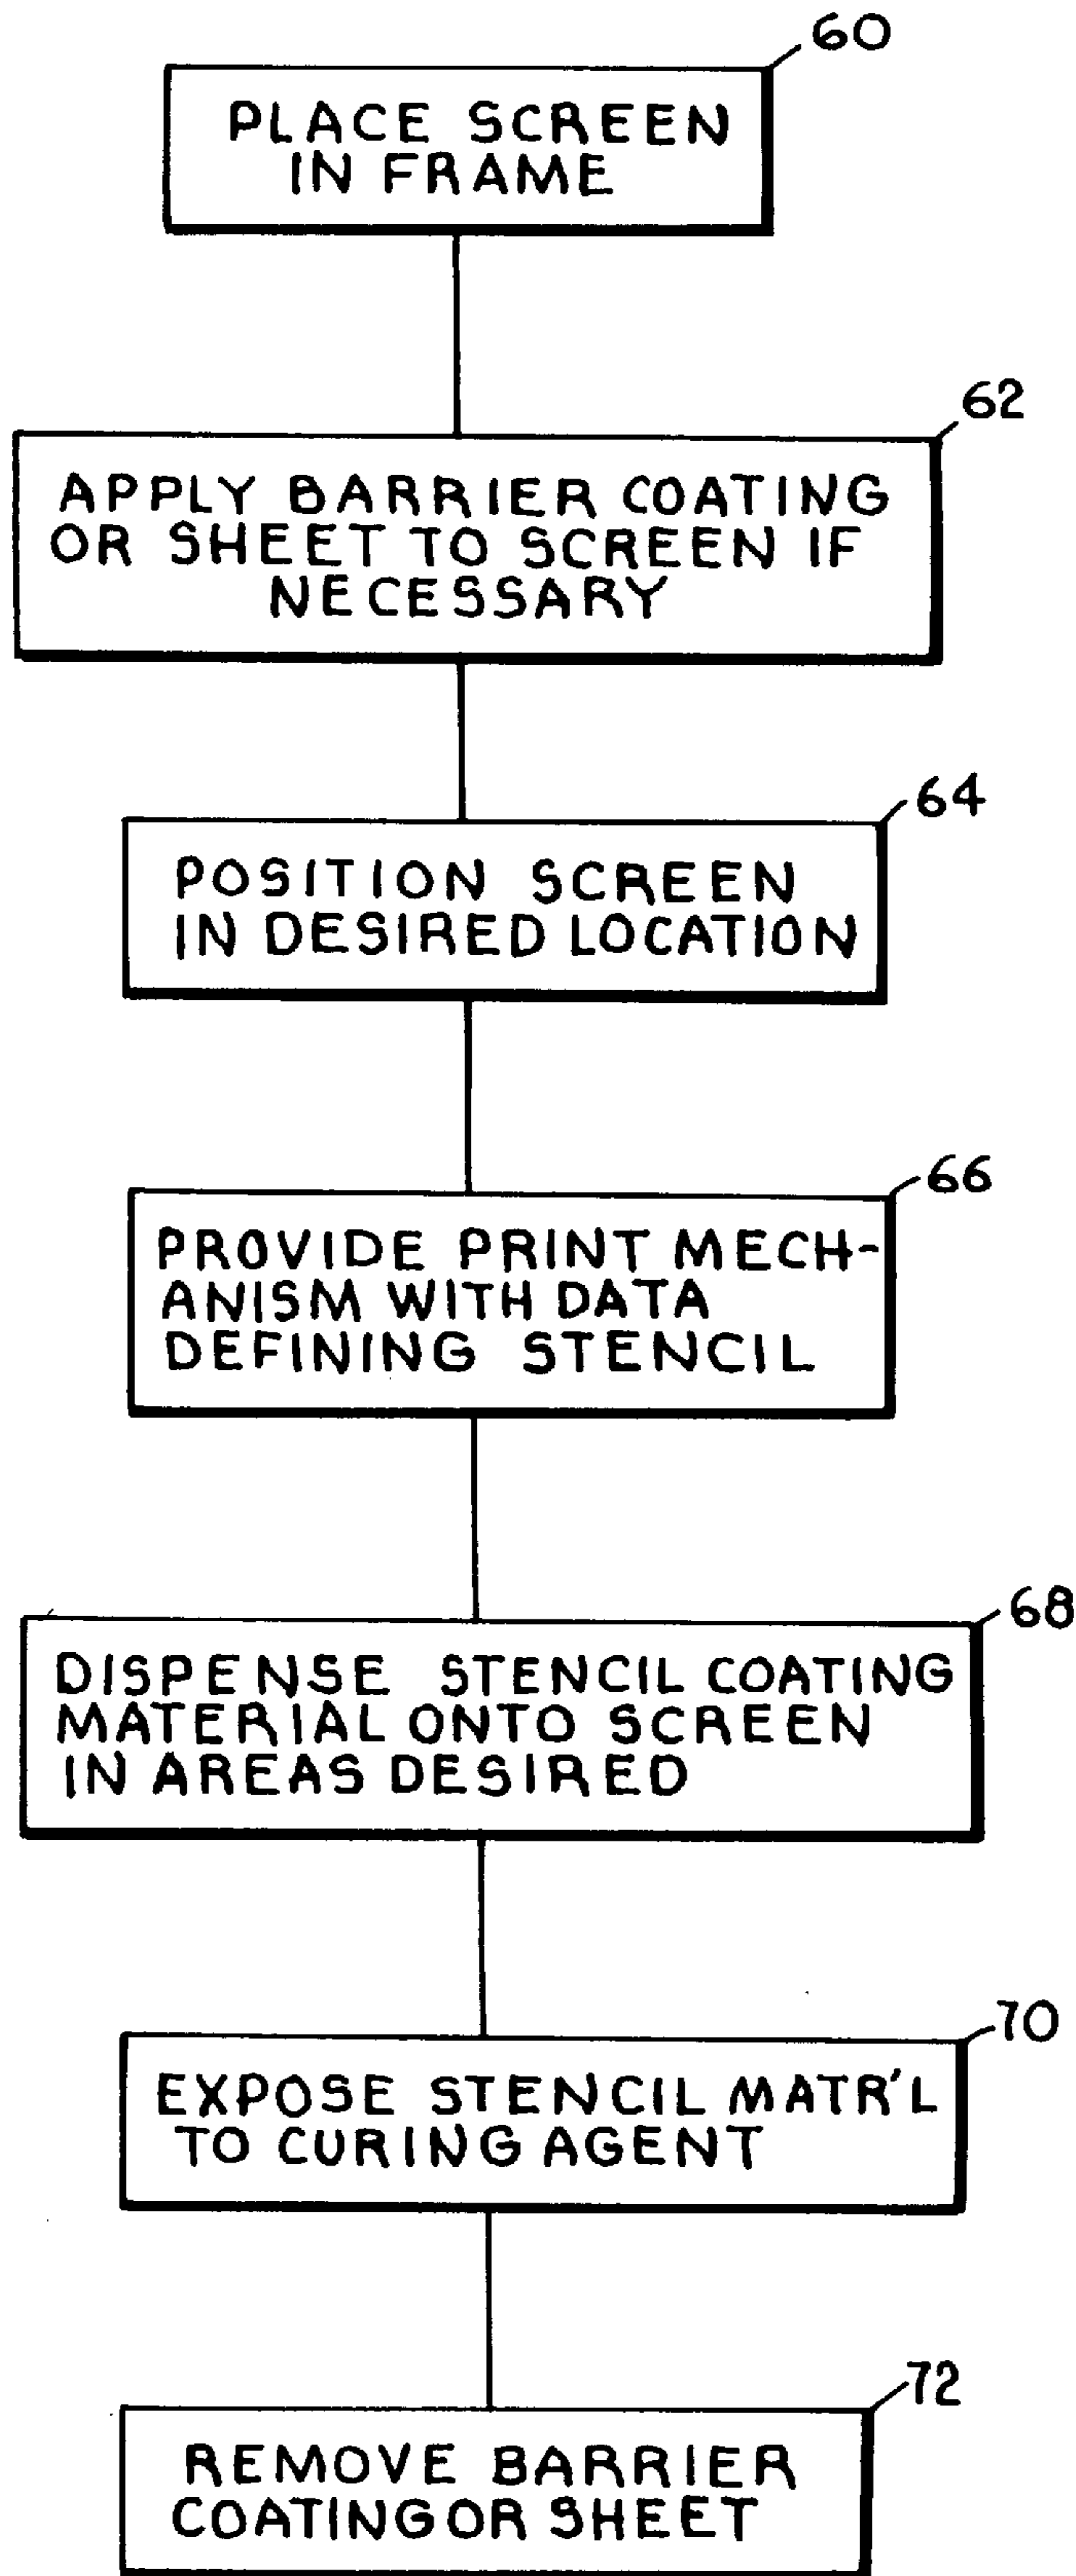 60
PLACE SCREEN
IN FRAME
62
APPLY BARRIER COATING
OR SHEET TO SCREEN IF
NECESSARY
64
POSITION SCREEN
IN DESIRED LOCATION
66
PROVIDE PRINT MECH-
ANISM WITH DATA
DEFINING STENCIL
68
DISPENSE STENCIL COATING
MATERIAL ONTO SCREEN
IN AREAS DESIRED
70
EXPOSE STENCIL MATR'L
TO CURING AGENT
72
REMOVE BARRIER
COATING OR SHEET